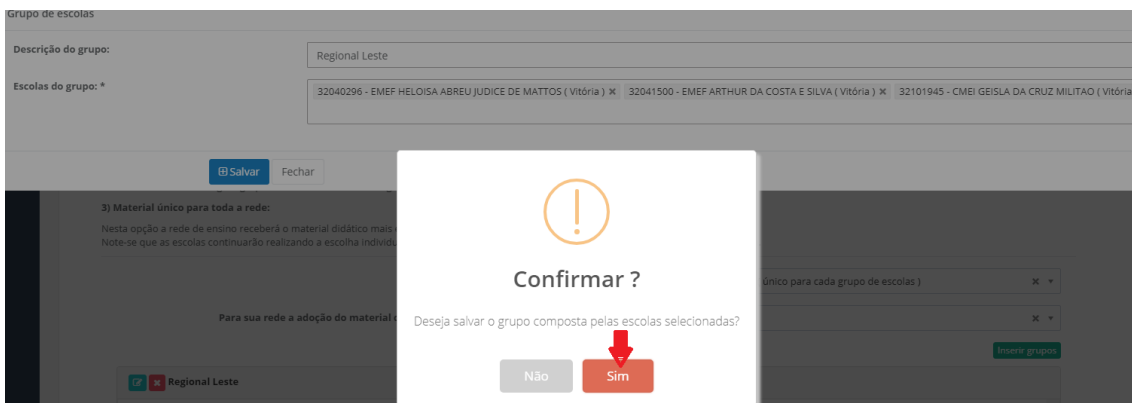 Grupo de escolas
Descrição do grupo:
Regional Leste
Escolas do grupo: *
32040296 - EMEF HELOISA ABREU JUDICE DE MATTOS ( Vitória ) × 32041500 - EMEF ARTHUR DA COSTA E SILVA ( Vitória ) × 32101945 - CMEI GEISLA DA CRUZ MILITAO ( Vitória
Salvar Fechar
3) Material único para toda a rede:
Nesta opção a rede de ensino receberá o material didático mais
Note-se que as escolas continuarão realizando a escolha
único para cada grupo de escolas ) ×
Para sua rede a adoção do material ×
Inserir grupos
Regional Leste
Confirmar ?
Deseja salvar o grupo composta pelas escolas selecionadas?
Não Sim